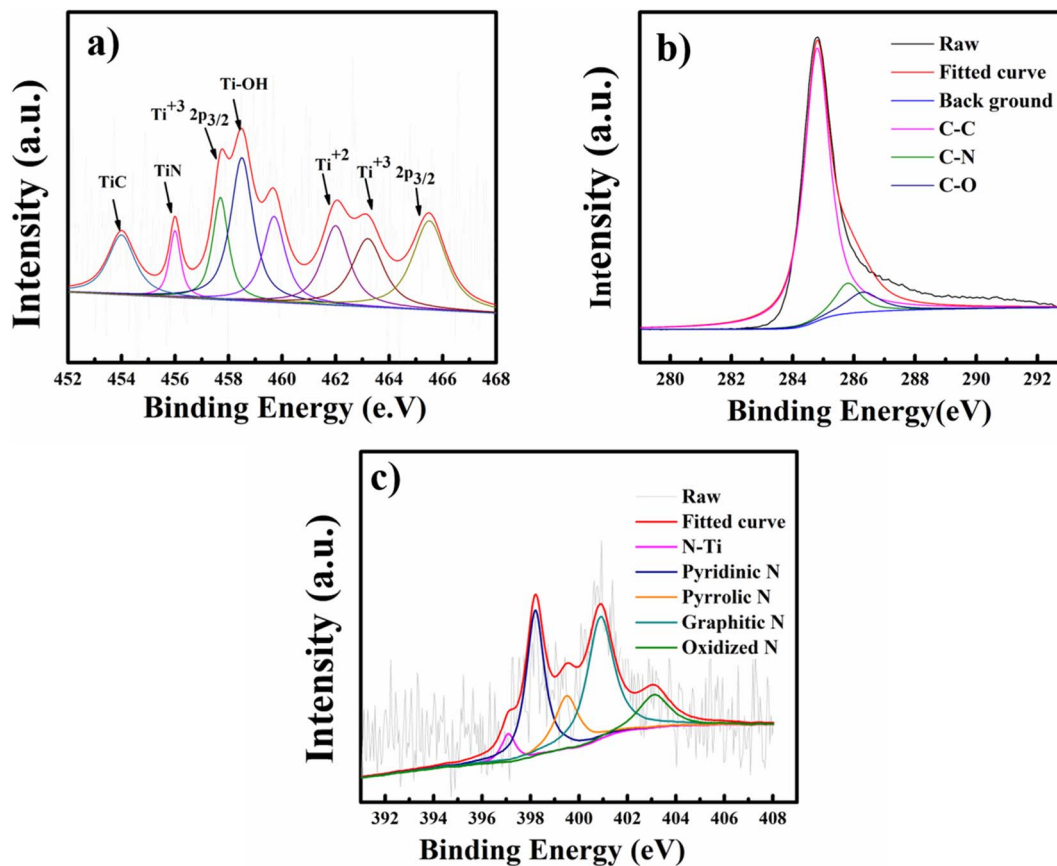 a)
Intensity (a.u.)
TiC
TiN
Ti+3 2p3/2
Ti-OH
Ti+2
Ti+3 2p3/2
452 454 456 458 460 462 464 466 468
Binding Energy (e.V)
b)
Intensity (a.u.)
Raw
Fitted curve
Back ground
C-C
C-N
C-O
280 282 284 286 288 290 292
Binding Energy(eV)
c)
Intensity (a.u.)
Raw
Fitted curve
N-Ti
Pyridinic N
Pyrrolic N
Graphitic N
Oxidized N
392 394 396 398 400 402 404 406 408
Binding Energy (eV)